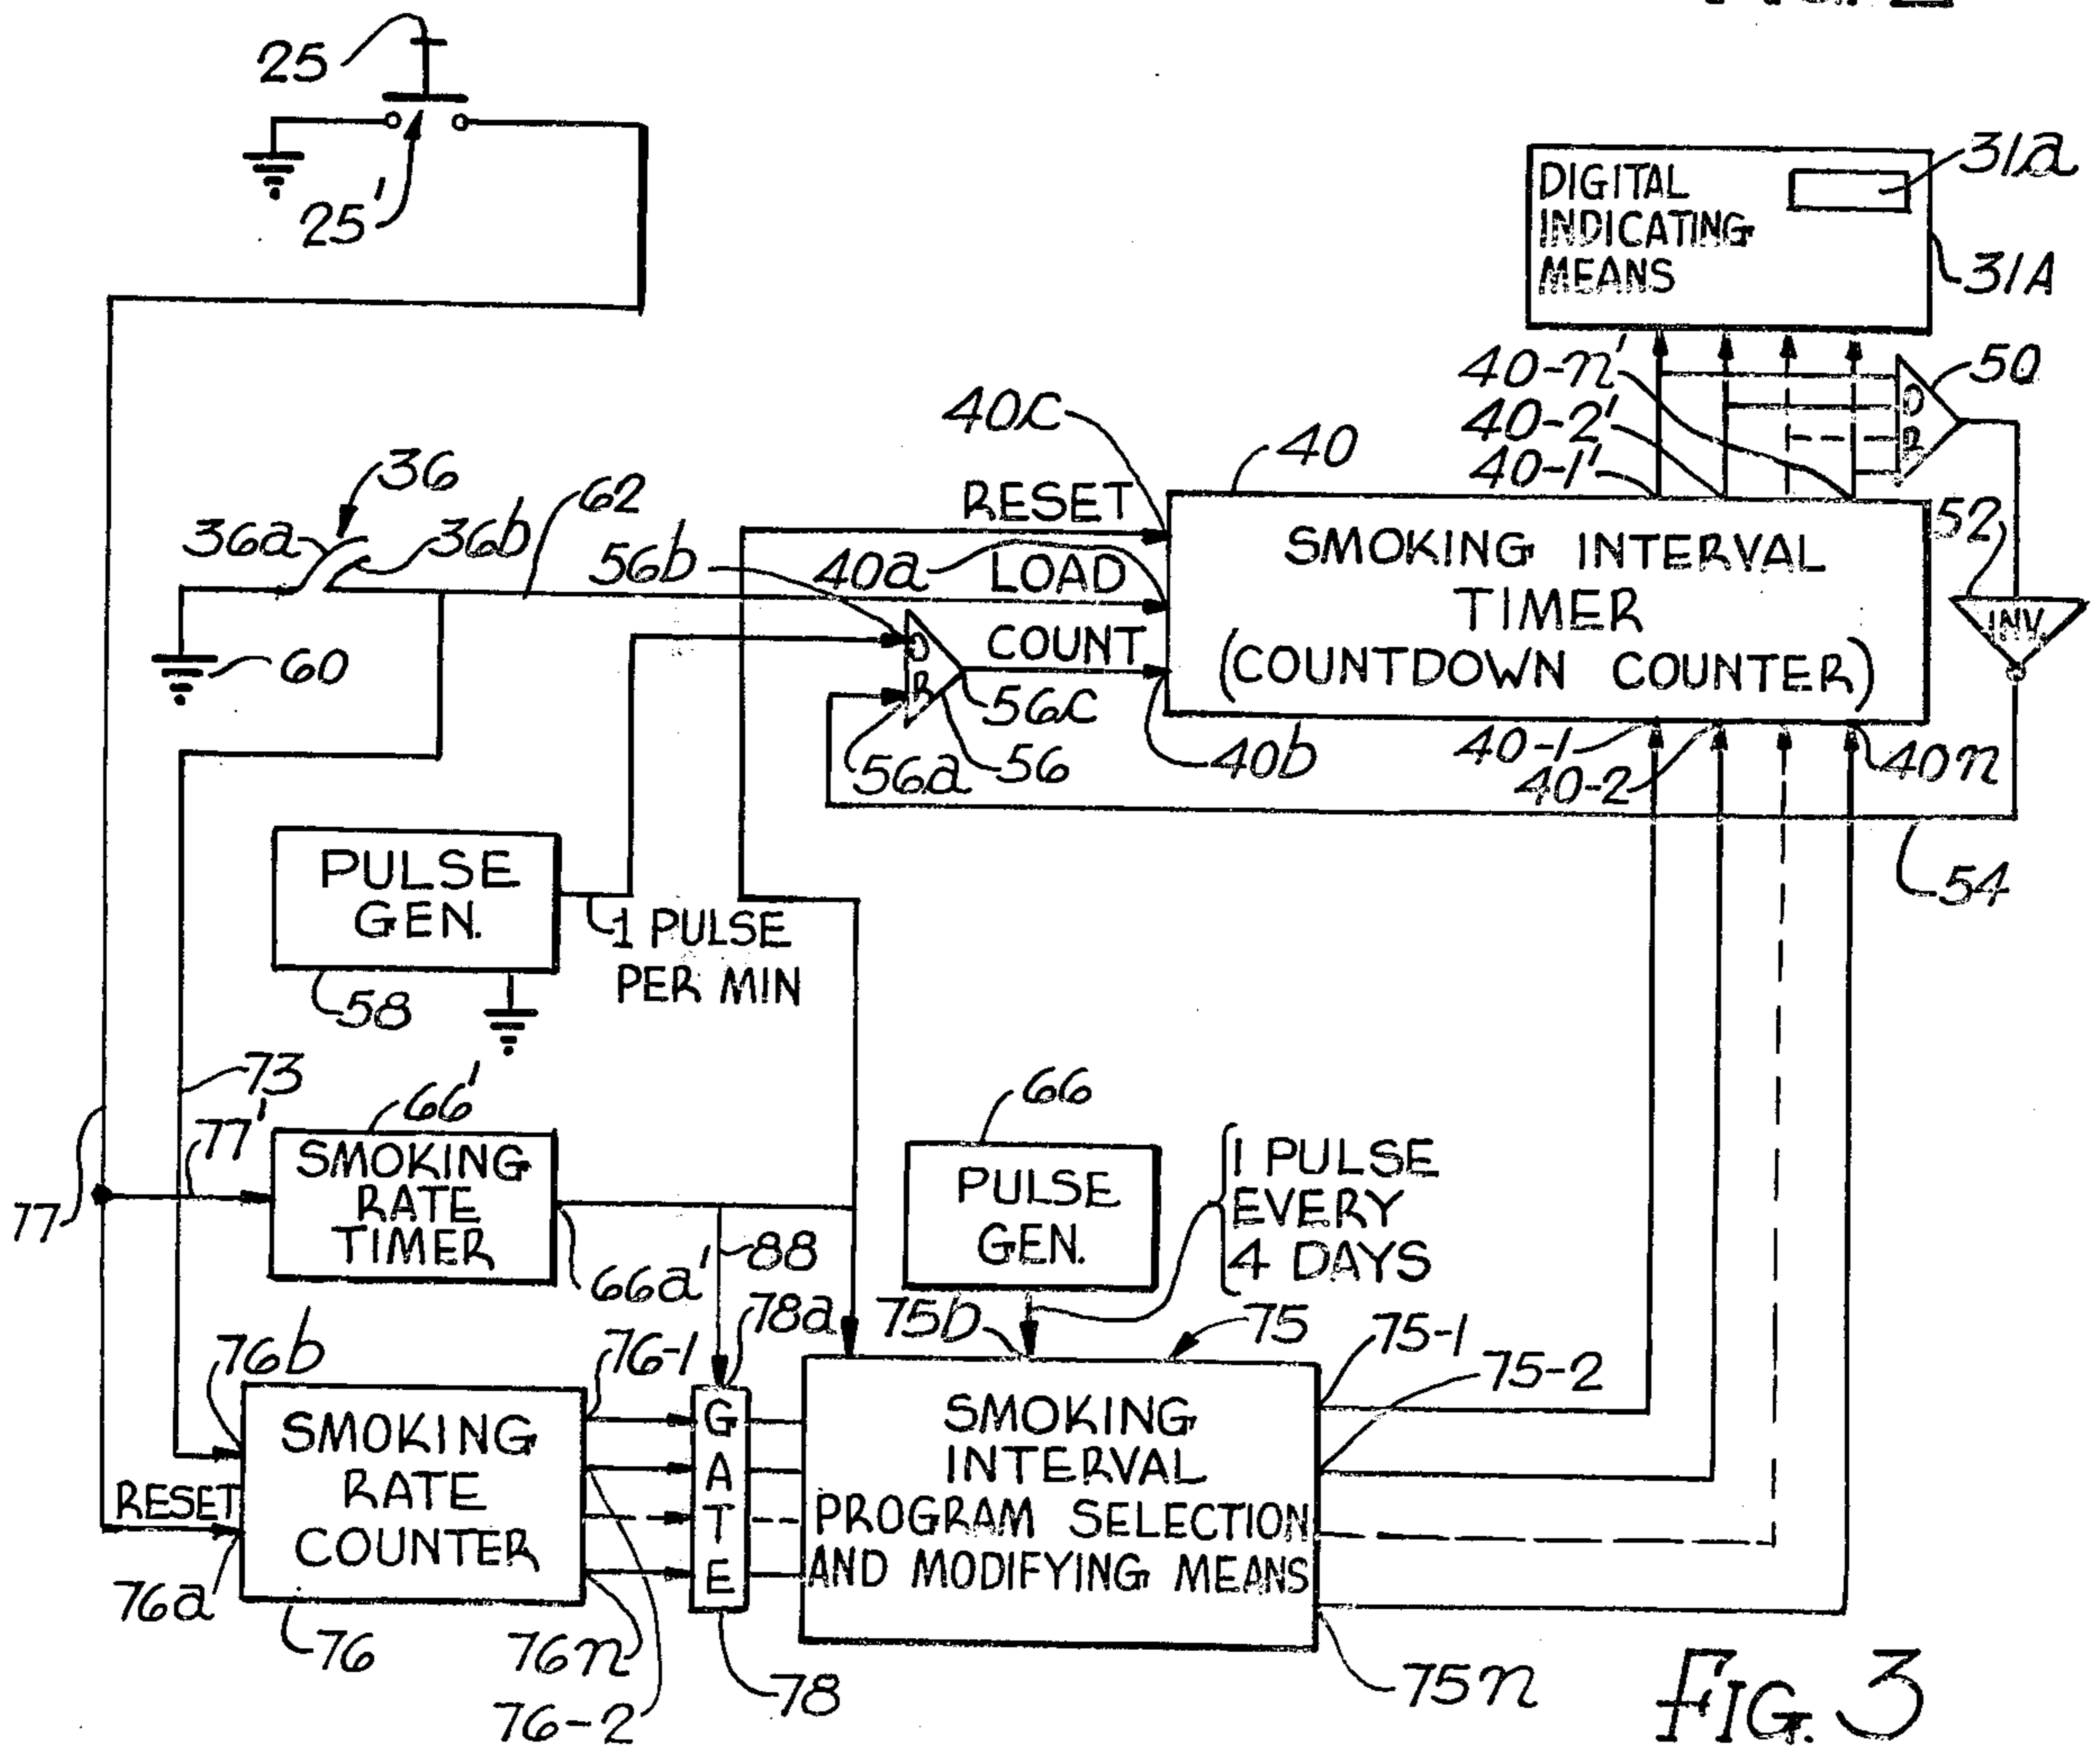 25
25'
DIGITAL
INDICATING
MEANS
31a
31A
40-n'
40-2'
40-1'
50
O
R
40c
40
36
62
RESET
36a
36b
56b
40a
LOAD
SMOKING INTERVAL
TIMER
(COUNTDOWN COUNTER)
52
INV.
60
O
R
COUNT
56c
56a
56
40b
40-1
40-2
40n
54
PULSE
GEN.
1 PULSE
PER MIN
58
73
66'
77'
66
SMOKING
RATE
TIMER
PULSE
GEN.
1 PULSE
EVERY
4 DAYS
77
88
66a'
78a
75b
75
75-1
75-2
76b
76-1
SMOKING
RATE
COUNTER
GATE
SMOKING
INTERVAL
PROGRAM SELECTION
AND MODIFYING MEANS
RESET
76a
76
76n
76-2
78
75n
FIG. 3